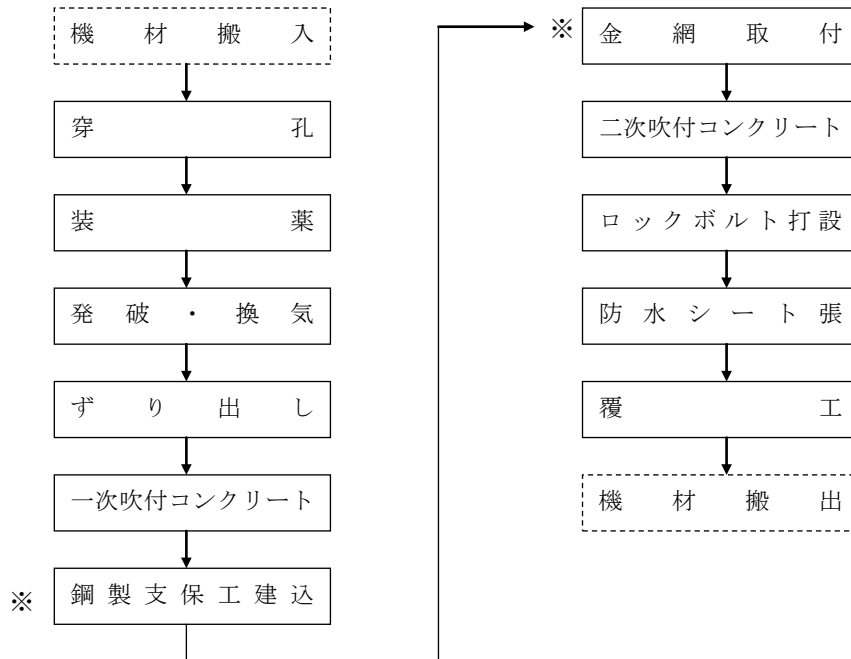 機材搬入
穿孔
装薬
発破・換気
ずり出し
一次吹付コンクリート
※ 鋼製支保工建込
※ 金網取付
二次吹付コンクリート
ロックボルト打設
防水シート張
覆工
機材搬出